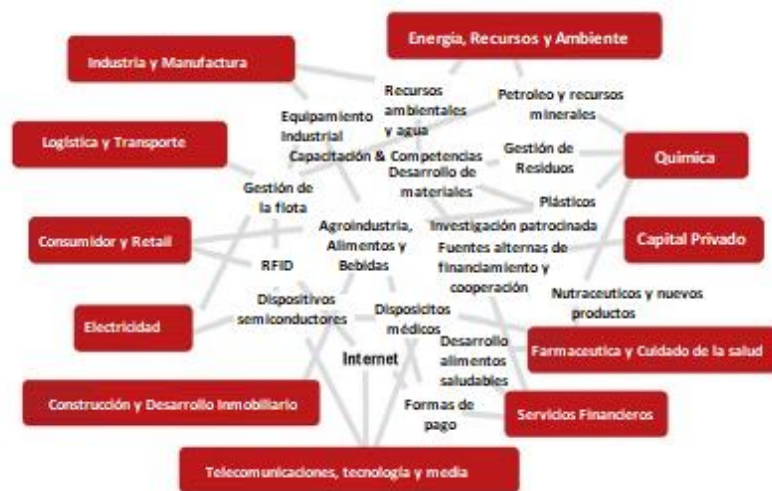 Energía, Recursos y Ambiente
Industria y Manufactura
Recursos
ambientales
y agua
Petroleo y recursos
minerales
Equipamiento
Industrial
Logística y Transporte
Capacitación & Competencias
Gestión de
Residuos
Química
Desarrollo de
materiales
Gestión de
la flota
Plásticos
Agroindustria,
Alimentos y
Bebidas
Investigación patrocinada
Consumidor y Retail
Capital Privado
Fuentes alternas de
financiamiento y
cooperación
RFID
Dispositivos
semiconductores
Nutraceuticos y nuevos
productos
Disposicitos
médicos
Electricidad
Desarrollo
alimentos
saludables
Farmaceutica y Cuidado de la salud
Internet
Construcción y Desarrollo Inmobiliario
Formas de
pago
Servicios Financieros
Telecomunicaciones, tecnología y media